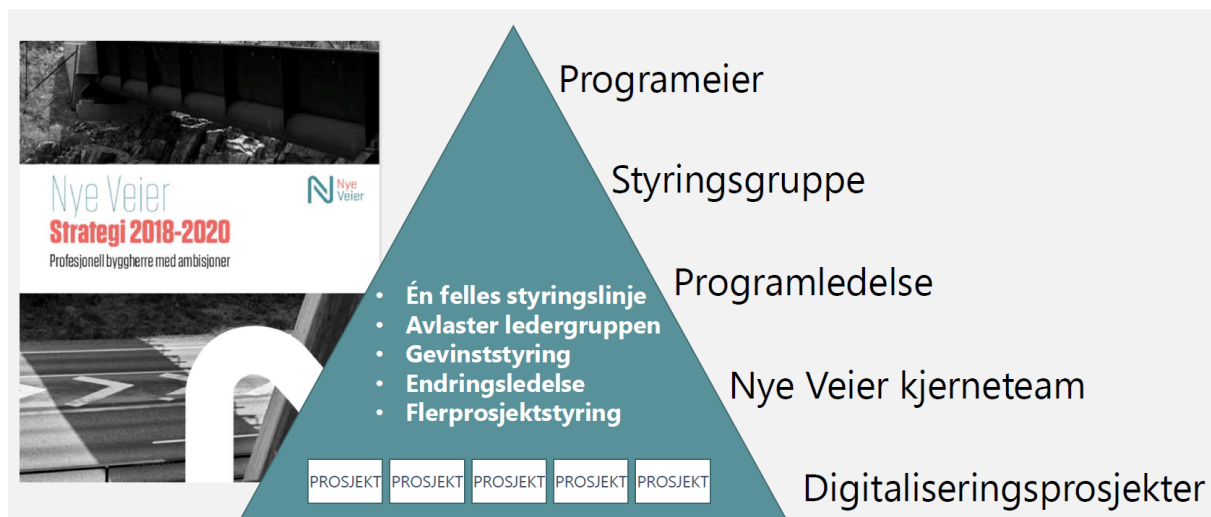 Nye Veier
Strategi 2018-2020
Profesjonell byggherre med ambisjoner
Nye
Veier
Programeier
Styringsgruppe
Programledelse
Nye Veier kjerneteam
Digitaliseringsprosjekter
• Én felles styringslinje
• Avlaster ledergruppen
• Gevinststyring
• Endringsledelse
• Flerprosjektstyring
PROSJEKT PROSJEKT PROSJEKT PROSJEKT PROSJEKT